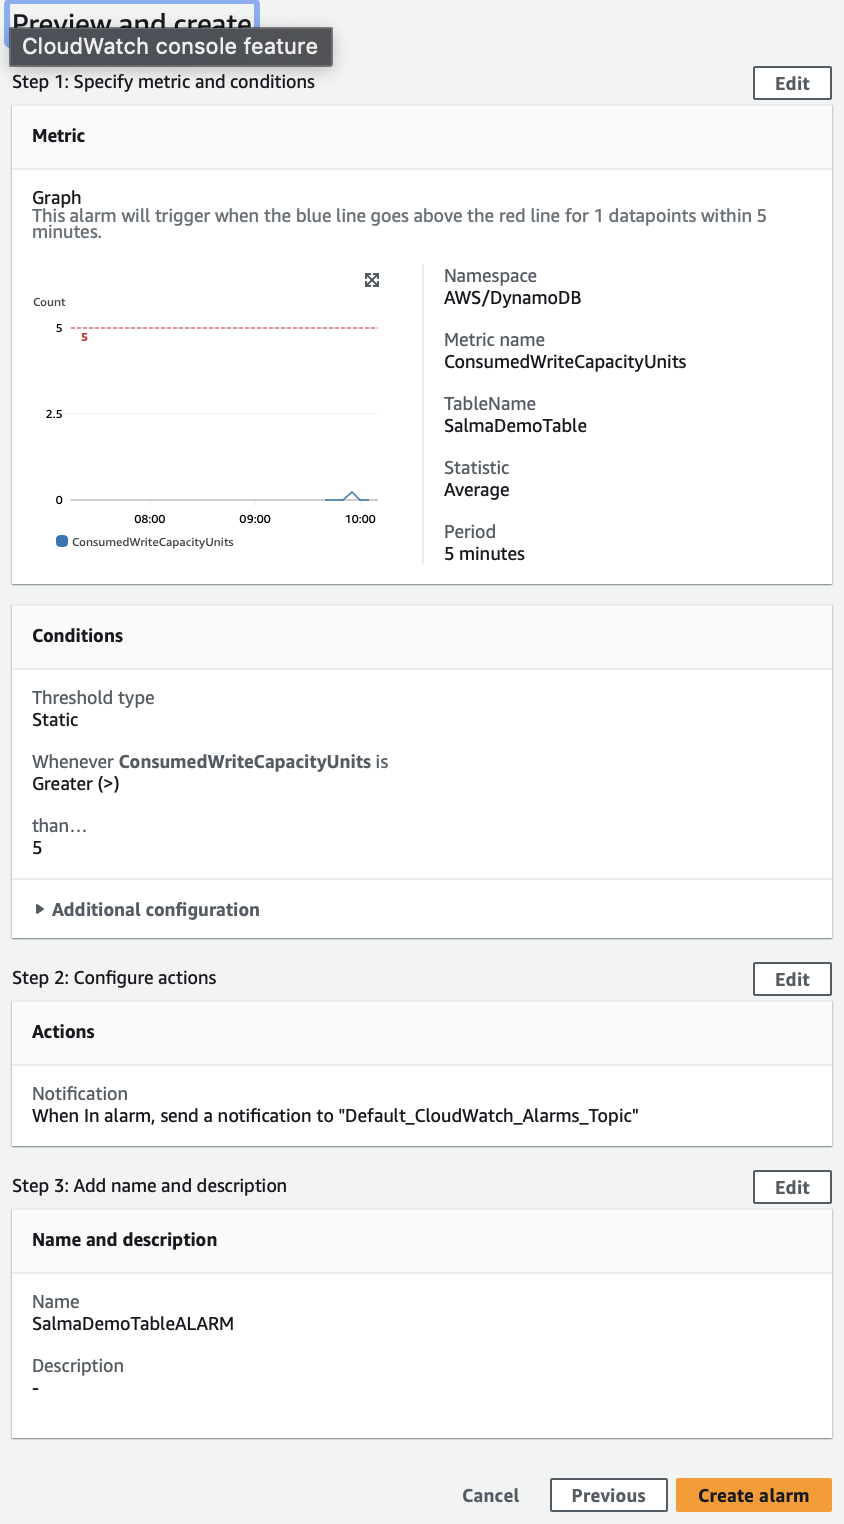 Preview and create
CloudWatch console feature
Step 1: Specify metric and conditions
Edit
Metric
Graph
This alarm will trigger when the blue line goes above the red line for 1 datapoints within 5
minutes.
Count
5
5
2.5
0
08:00 09:00 10:00
ConsumedWriteCapacityUnits
Namespace
AWS/DynamoDB
Metric name
ConsumedWriteCapacityUnits
TableName
SalmaDemoTable
Statistic
Average
Period
5 minutes
Conditions
Threshold type
Static
Whenever ConsumedWriteCapacityUnits is
Greater (>)
than…
5
Additional configuration
Step 2: Configure actions
Edit
Actions
Notification
When In alarm, send a notification to "Default_CloudWatch_Alarms_Topic"
Step 3: Add name and description
Edit
Name and description
Name
SalmaDemoTableALARM
Description
-
Cancel Previous Create alarm